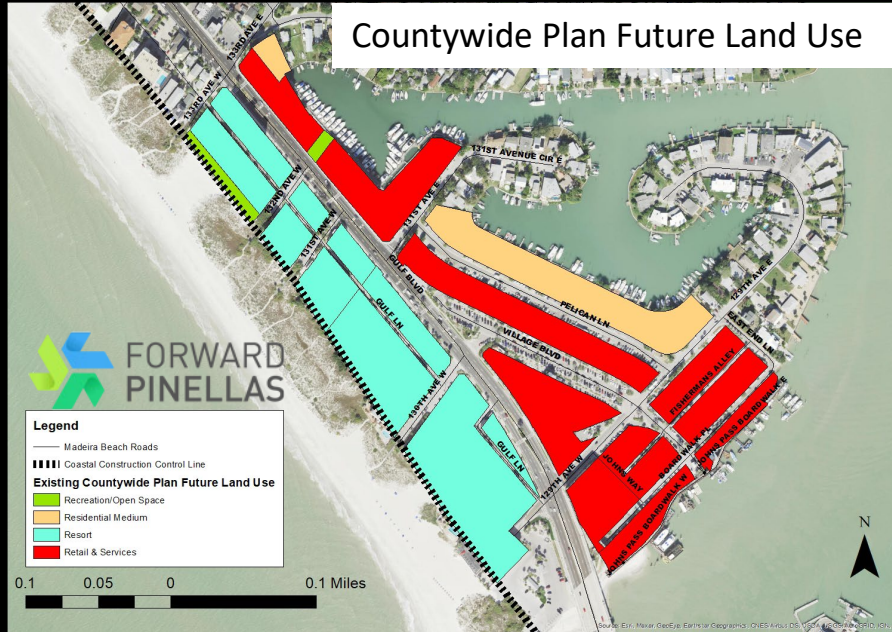 Countywide Plan Future Land Use
133RD AVE E
133RD AVE W
132ND AVE W
131ST AVENUE CIR E
131ST AVE E
131ST AVE W
GULF BLVD
GULF LN
PELICAN LN
129TH AVE E
EAST END LN
VILLAGE BLVD
FISHERMANS ALLEY
130TH AVE W
GULF LN
129TH AVE W
JOHNS WAY
BOARDWALK PL
JOHNS PASS BOARDWALK E
JOHNS PASS BOARDWALK W
FORWARD
PINELLAS
Legend
Madeira Beach Roads
Coastal Construction Control Line
Existing Countywide Plan Future Land Use
Recreation/Open Space
Residential Medium
Resort
Retail & Services
0.1 0.05 0 0.1 Miles
N